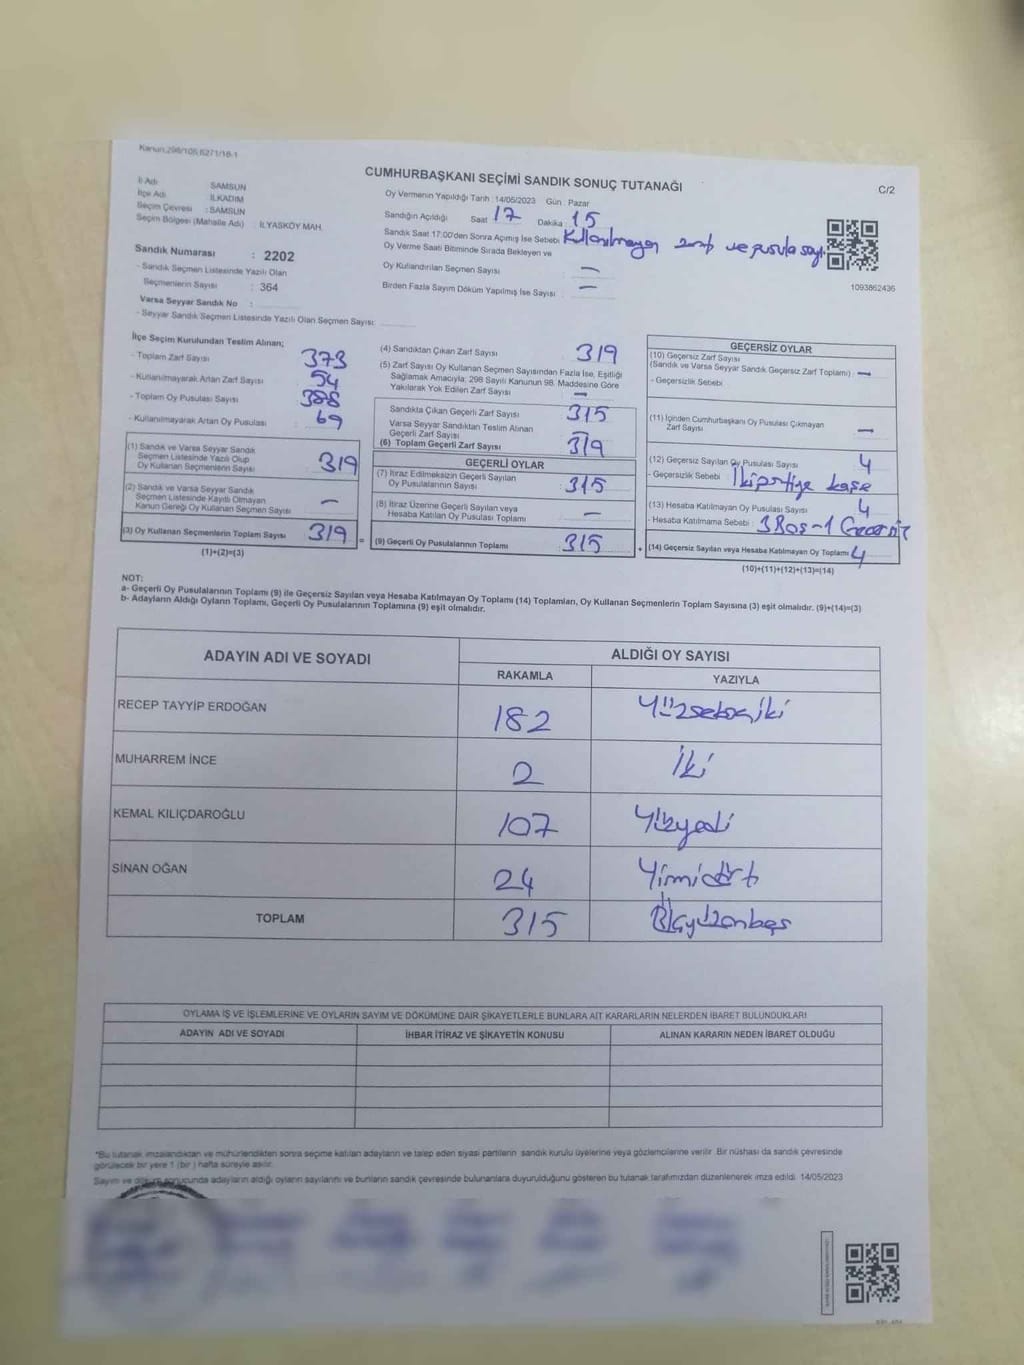 Kanun.298/105,6271/18-1
CUMHURBAŞKANI SEÇİMİ SANDIK SONUÇ TUTANAĞI
C/2
İl Adı SAMSUN
İlçe Adı İLKADIM
Seçim Çevresi : SAMSUN
Seçim Bölgesi (Mahalle Adı) : İLYASKÖY MAH.
Sandık Numarası : 2202
- Sandık Seçmen Listesinde Yazılı Olan
Seçmenlerin Sayısı : 364
Varsa Seyyar Sandık No :
- Seyyar Sandık Seçmen Listesinde Yazılı Olan Seçmen Sayısı:
Oy Vermenin Yapıldığı Tarih : 14/05/2023 Gün : Pazar
Sandığın Açıldığı Saat 17 Dakika : 15
Sandık Saat 17:00'den Sonra Açımış İse Sebebi Kullanılmayan zarf ve pusula sayı.
Oy Verme Saati Bitiminde Sırada Bekleyen ve
Oy Kullandırılan Seçmen Sayısı : —
Birden Fazla Sayım Döküm Yapılmış İse Sayısı : —
1093862436
İlçe Seçim Kurulundan Teslim Alınan;
- Toplam Zarf Sayısı 373
- Kullanılmayarak Artan Zarf Sayısı 54
- Toplam Oy Pusulası Sayısı 388
- Kullanılmayarak Artan Oy Pusulası 69
(1) Sandık ve Varsa Seyyar Sandık
Seçmen Listesinde Yazılı Olup
Oy Kullanan Seçmenlerin Sayısı 319
(2) Sandık ve Varsa Seyyar Sandık
Seçmen Listesinde Kayıtlı Olmayan
Kanun Gereği Oy Kullanan Seçmen Sayısı —
(3) Oy Kullanan Seçmenlerin Toplam Sayısı 319 =
(1)+(2)=(3)
(4) Sandıktan Çıkan Zarf Sayısı 319
(5) Zarf Sayısı Oy Kullanan Seçmen Sayısından Fazla İse, Eşitliği
Sağlamak Amacıyla, 298 Sayılı Kanunun 98. Maddesine Göre
Yakılarak Yok Edilen Zarf Sayısı —
Sandıkta Çıkan Geçerli Zarf Sayısı 315
Varsa Seyyar Sandıktan Teslim Alınan
Geçerli Zarf Sayısı —
(6) Toplam Geçerli Zarf Sayısı 319
GEÇERLİ OYLAR
(7) İtiraz Edilmeksizin Geçerli Sayılan
Oy Pusulalarının Sayısı : 315
(8) İtiraz Üzerine Geçerli Sayılan veya
Hesaba Katılan Oy Pusulası Toplamı : —
(9) Geçerli Oy Pusulalarının Toplamı : 315 +
GEÇERSİZ OYLAR
(10) Geçersiz Zarf Sayısı
(Sandık ve Varsa Seyyar Sandık Geçersiz Zarf Toplamı) : —
- Geçersizlik Sebebi
(11) İçinden Cumhurbaşkanı Oy Pusulası Çıkmayan
Zarf Sayısı —
(12) Geçersiz Sayılan Oy Pusulası Sayısı 4
- Geçersizlik Sebebi : İki partiye kaşe
(13) Hesaba Katılmayan Oy Pusulası Sayısı 4
- Hesaba Katılmama Sebebi : 3 Boş-1 Geçersiz
(14) Geçersiz Sayılan veya Hesaba Katılmayan Oy Toplamı 4
(10)+(11)+(12)+(13)=(14)
NOT:
a- Geçerli Oy Pusulalarının Toplamı (9) ile Geçersiz Sayılan veya Hesaba Katılmayan Oy Toplamı (14) Toplamları, Oy Kullanan Seçmenlerin Toplam Sayısına (3) eşit olmalıdır. (9)+(14)=(3)
b- Adayların Aldığı Oyların Toplamı, Geçerli Oy Pusulalarının Toplamına (9) eşit olmalıdır.
ADAYIN ADI VE SOYADI
ALDIĞI OY SAYISI
RAKAMLA YAZIYLA
RECEP TAYYİP ERDOĞAN 182 Yüzsekseniki
MUHARREM İNCE 2 İki
KEMAL KILIÇDAROĞLU 107 Yüzyedi
SİNAN OĞAN 24 Yirmidört
TOPLAM 315 Üçyüzonbeş
OYLAMA İŞ VE İŞLEMLERİNE VE OYLARIN SAYIM VE DÖKÜMÜNE DAİR ŞİKAYETLERLE BUNLARA AİT KARARLARIN NELERDEN İBARET BULUNDUKLARI
ADAYIN ADI VE SOYADI İHBAR İTİRAZ VE ŞİKAYETİN KONUSU ALINAN KARARIN NEDEN İBARET OLDUĞU
*Bu tutanak imzalandıktan ve mühürlendikten sonra seçime katılan adayların ve talep eden siyasi partilerin sandık kurulu üyelerine veya gözlemcilerine verilir. Bir nüshası da sandık çevresinde
görülecek bir yere 1 (bir ) hafta süreyle asılır.
Sayım ve döküm sonucunda adayların aldığı oyların sayılarını ve bunların sandık çevresinde bulunanlara duyurulduğunu gösteren bu tutanak tarafımızdan düzenlenerek imza edildi. 14/05/2023